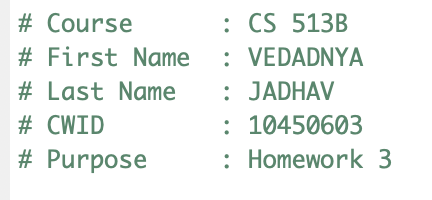 # Course      : CS 513B
# First Name  : VEDADNYA
# Last Name   : JADHAV
# CWID        : 10450603
# Purpose     : Homework 3